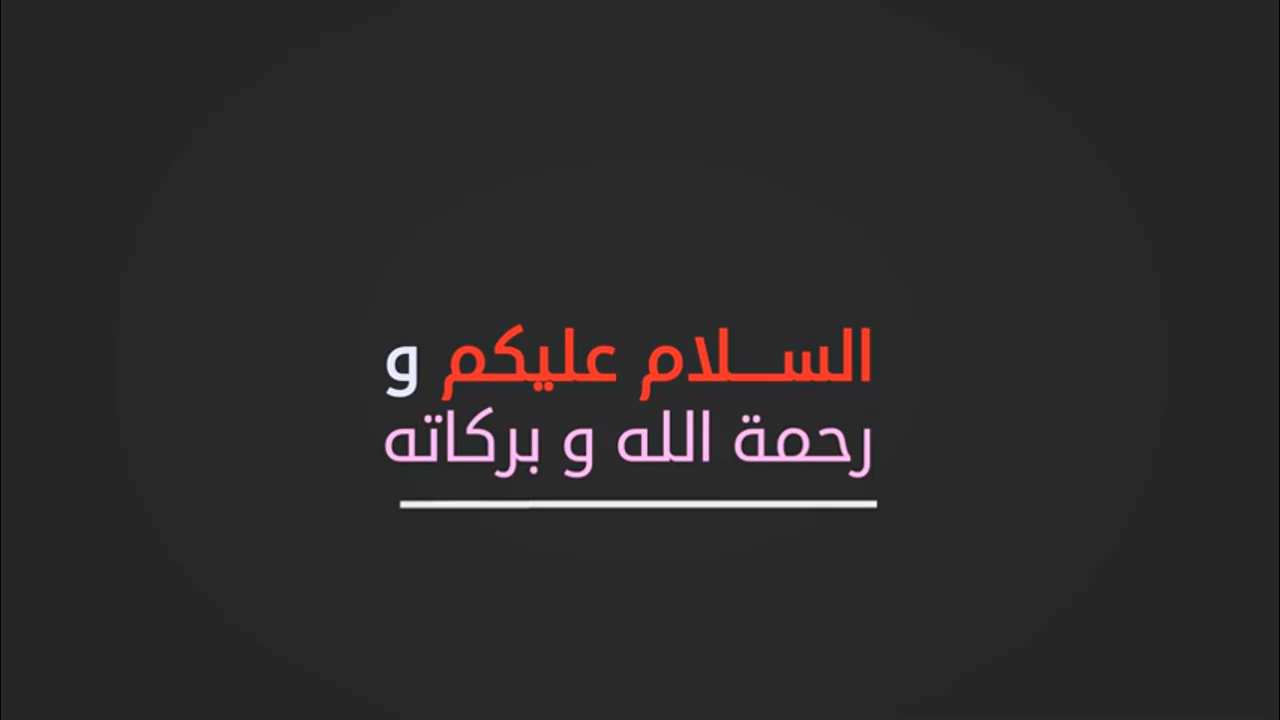 السـلام عليكم و
رحمة الله و بركاته